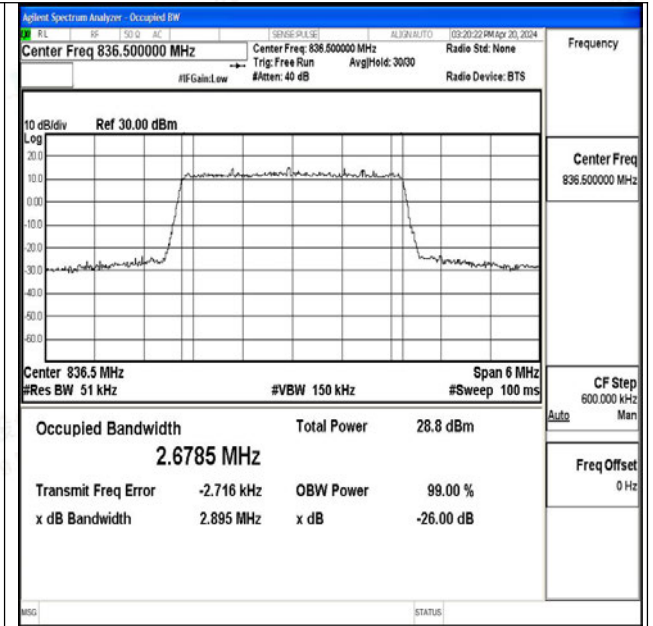 Agilent Spectrum Analyzer - Occupied BW
RL RF 50 Ω AC SENSE:PULSE ALIGN AUTO 03:20:22 PM Apr 20, 2024
Center Freq 836.500000 MHz
Center Freq: 836.500000 MHz
Radio Std: None
Trig: Free Run Avg|Hold: 30/30
#IFGain:Low
#Atten: 40 dB
Radio Device: BTS
Frequency
10 dB/div Ref 30.00 dBm
Log
20.0
10.0
0.00
-10.0
-20.0
-30.0
-40.0
-50.0
-60.0
Center 836.5 MHz Span 6 MHz
#Res BW 51 kHz #VBW 150 kHz #Sweep 100 ms
Center Freq
836.500000 MHz
CF Step
600.000 kHz
Auto Man
Freq Offset
0 Hz
Occupied Bandwidth Total Power 28.8 dBm
2.6785 MHz
Transmit Freq Error -2.716 kHz OBW Power 99.00 %
x dB Bandwidth 2.895 MHz x dB -26.00 dB
MSG STATUS